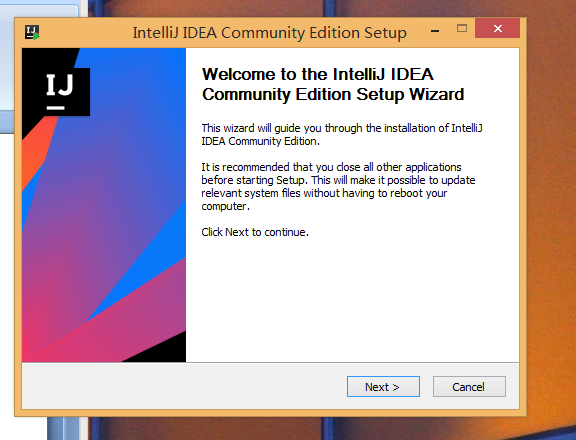 IntelliJ IDEA Community Edition Setup
IJ
Welcome to the IntelliJ IDEA
Community Edition Setup Wizard
This wizard will guide you through the installation of IntelliJ
IDEA Community Edition.
It is recommended that you close all other applications
before starting Setup. This will make it possible to update
relevant system files without having to reboot your
computer.
Click Next to continue.
Next >
Cancel